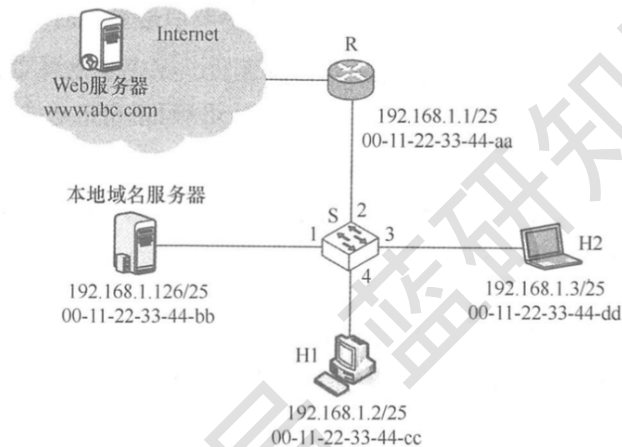 Internet
R
Web服务器
www.abc.com
192.168.1.1/25
00-11-22-33-44-aa
本地域名服务器
S
2
1
3
H2
4
192.168.1.126/25
00-11-22-33-44-bb
192.168.1.3/25
00-11-22-33-44-dd
H1
192.168.1.2/25
00-11-22-33-44-cc
蓝研知